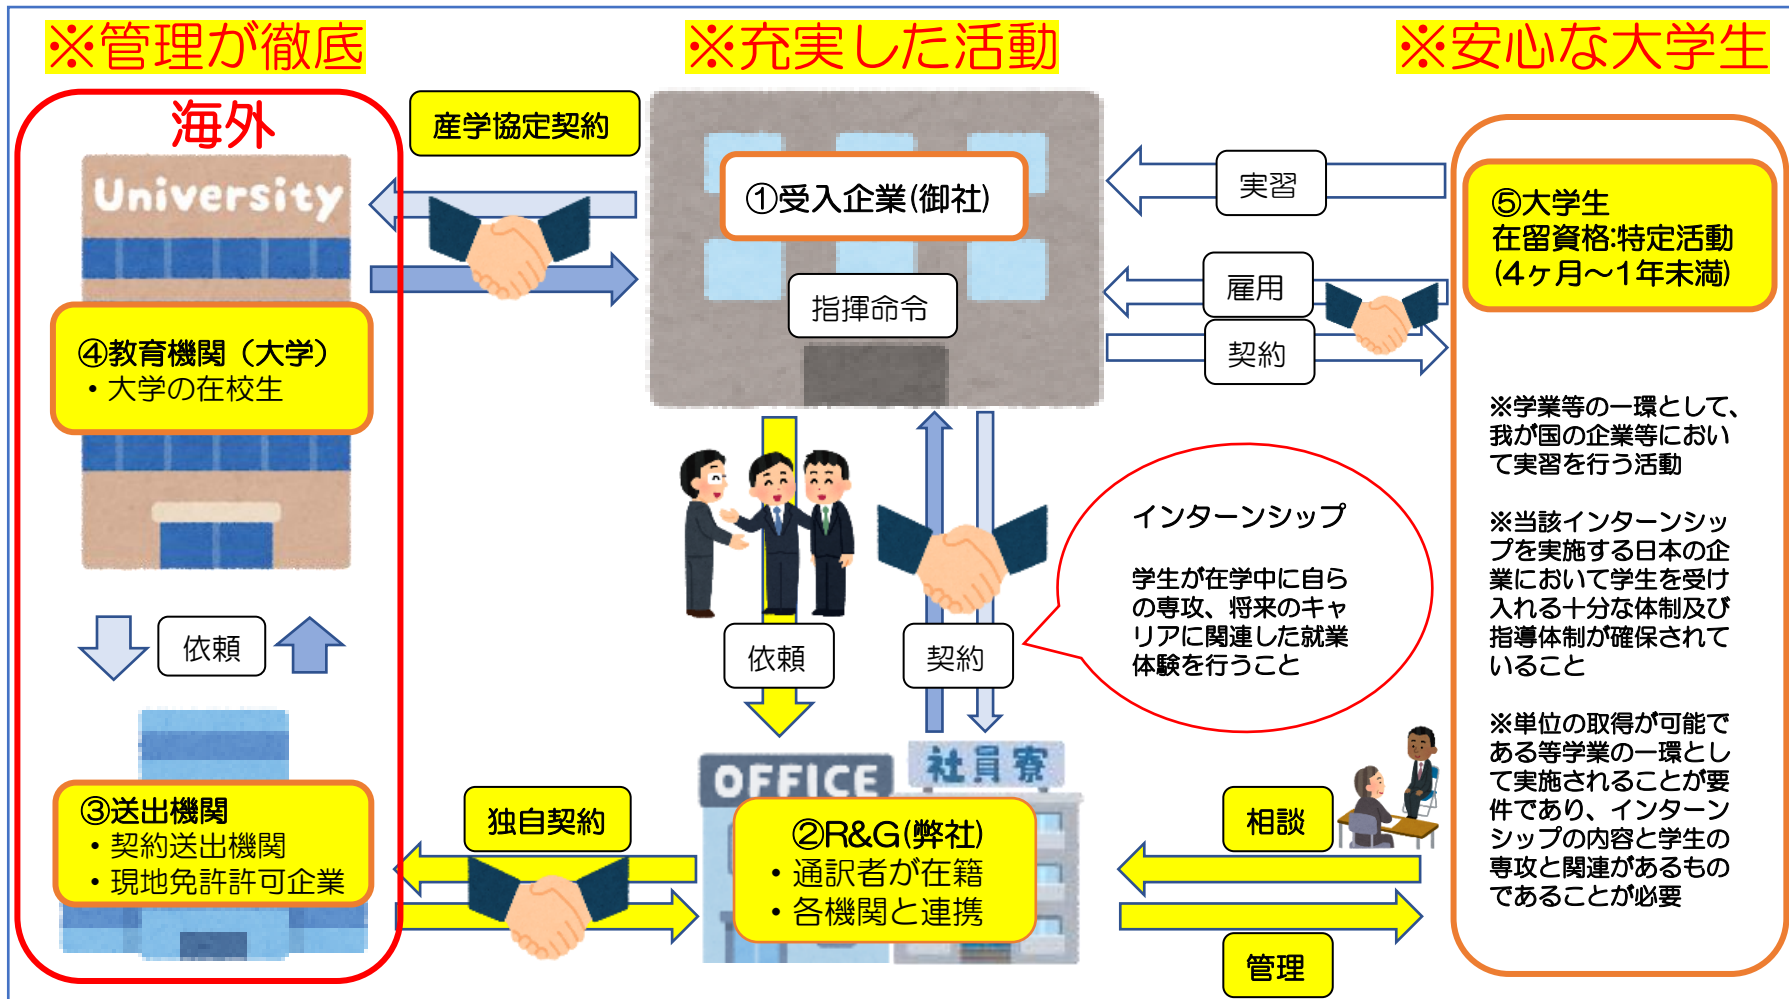 ※管理が徹底
※充実した活動
※安心な大学生
海外
University
④教育機関（大学）
・大学の在校生
依頼
③送出機関
・契約送出機関
・現地免許許可企業
産学協定契約
①受入企業(御社)
指揮命令
実習
雇用
契約
依頼
契約
インターンシップ
学生が在学中に自ら
の専攻、将来のキャ
リアに関連した就業
体験を行うこと
独自契約
OFFICE
社員寮
②R&G(弊社)
・通訳者が在籍
・各機関と連携
相談
管理
⑤大学生
在留資格:特定活動
(4ヶ月～1年未満)
※学業等の一環として、
我が国の企業等におい
て実習を行う活動
※当該インターンシッ
プを実施する日本の企
業において学生を受け
入れる十分な体制及び
指導体制が確保されて
いること
※単位の取得が可能で
ある等学業の一環とし
て実施されることが要
件であり、インターン
シップの内容と学生の
専攻と関連があるもの
であることが必要